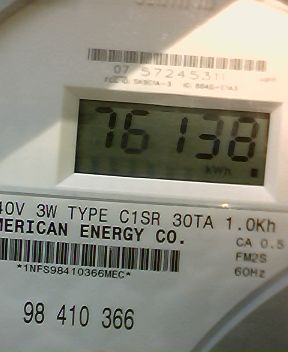 07 57245311
76138
kWh
40V 3W TYPE C1SR 30TA 1.0Kh
MERICAN ENERGY CO.
CA 0.5
FM2S
*1NFS98410366MEC*
60Hz
98 410 366